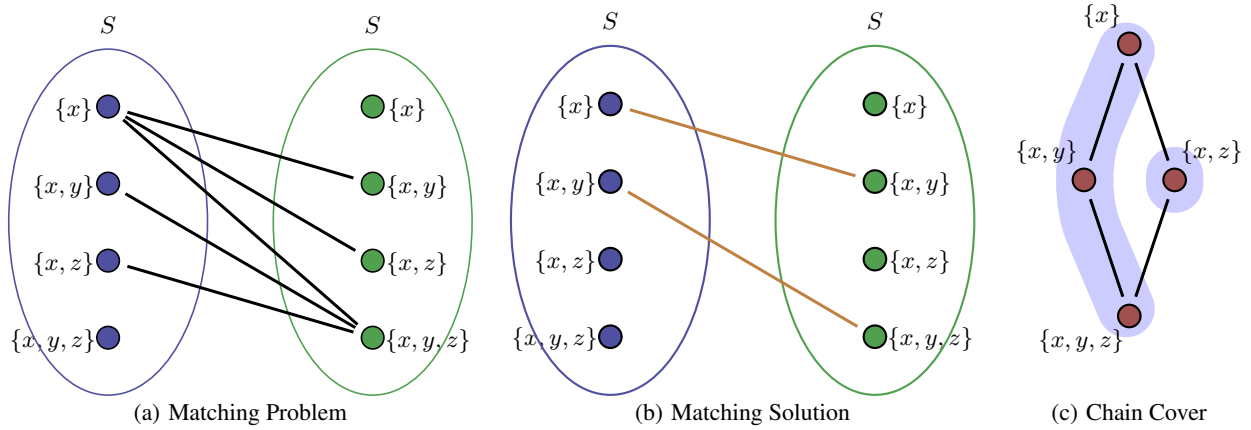 S S
{x} {x}
{x, y} {x, y}
{x, z} {x, z}
{x, y, z} {x, y, z}
(a) Matching Problem
S S
{x} {x}
{x, y} {x, y}
{x, z} {x, z}
{x, y, z} {x, y, z}
(b) Matching Solution
{x}
{x, y} {x, z}
{x, y, z}
(c) Chain Cover